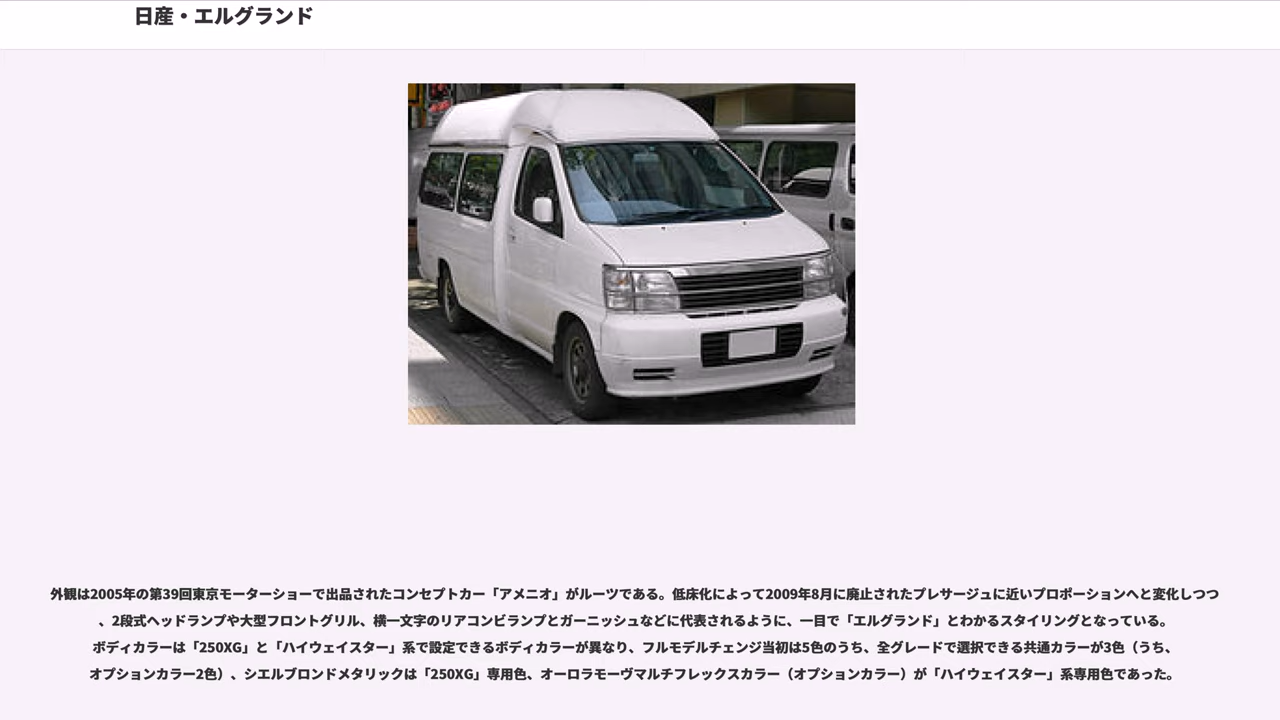 日産・エルグランド
外観は2005年の第39回東京モーターショーで出品されたコンセプトカー「アメニオ」がルーツである。低床化によって2009年8月に廃止されたプレサージュに近いプロポーションへと変化しつつ
、2段式ヘッドランプや大型フロントグリル、横一文字のリアコンビランプとガーニッシュなどに代表されるように、一目で「エルグランド」とわかるスタイリングとなっている。
ボディカラーは「250XG」と「ハイウェイスター」系で設定できるボディカラーが異なり、フルモデルチェンジ当初は5色のうち、全グレードで選択できる共通カラーが3色（うち、
オプションカラー2色）、シエルブロンドメタリックは「250XG」専用色、オーロラモーヴマルチフレックスカラー（オプションカラー）が「ハイウェイスター」系専用色であった。